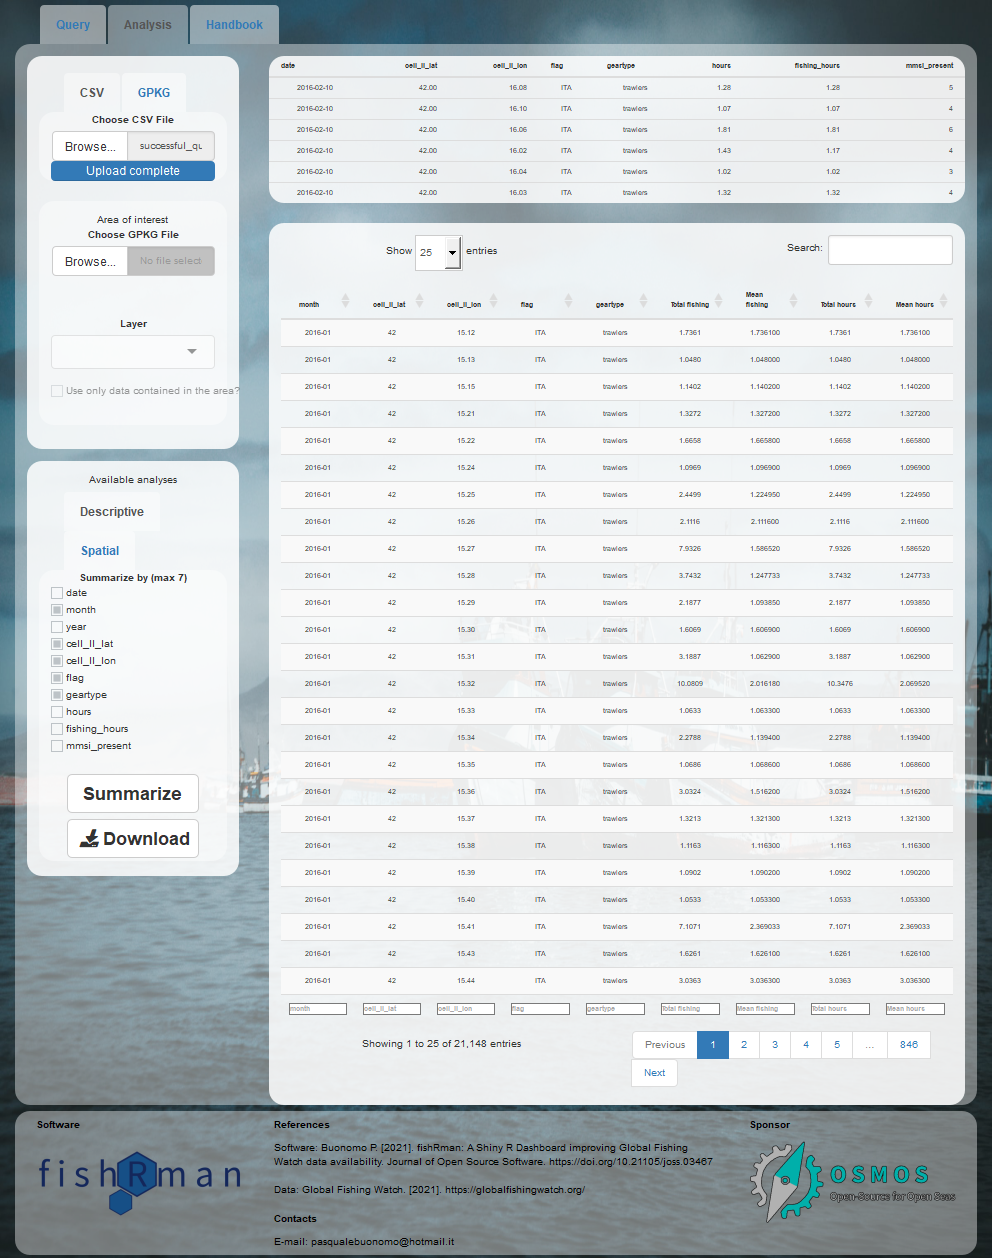 Query Analysis Handbook
CSV GPKG
Choose CSV File
Browse... successful_qu
Upload complete
Area of interest
Choose GPKG File
Browse... No file select
Layer
Use only data contained in the area?
Available analyses
Descriptive
Spatial
Summarize by (max 7)
date
month
year
cell_ll_lat
cell_ll_lon
flag
geartype
hours
fishing_hours
mmsi_present
Summarize
Download
date cell_ll_lat cell_ll_lon flag geartype hours fishing_hours mmsi_present
2016-02-10 42.00 16.08 ITA trawlers 1.28 1.28 5
2016-02-10 42.00 16.10 ITA trawlers 1.07 1.07 4
2016-02-10 42.00 16.06 ITA trawlers 1.81 1.81 6
2016-02-10 42.00 16.02 ITA trawlers 1.43 1.17 4
2016-02-10 42.00 16.04 ITA trawlers 1.02 1.02 3
2016-02-10 42.00 16.03 ITA trawlers 1.32 1.32 4
Show 25 entries Search:
month cell_ll_lat cell_ll_lon flag geartype Total fishing Mean fishing Total hours Mean hours
2016-01 42 15.12 ITA trawlers 1.7361 1.736100 1.7361 1.736100
2016-01 42 15.13 ITA trawlers 1.0480 1.048000 1.0480 1.048000
2016-01 42 15.15 ITA trawlers 1.1402 1.140200 1.1402 1.140200
2016-01 42 15.21 ITA trawlers 1.3272 1.327200 1.3272 1.327200
2016-01 42 15.22 ITA trawlers 1.6658 1.665800 1.6658 1.665800
2016-01 42 15.24 ITA trawlers 1.0969 1.096900 1.0969 1.096900
2016-01 42 15.25 ITA trawlers 2.4499 1.224950 2.4499 1.224950
2016-01 42 15.26 ITA trawlers 2.1116 2.111600 2.1116 2.111600
2016-01 42 15.27 ITA trawlers 7.9326 1.586520 7.9326 1.586520
2016-01 42 15.28 ITA trawlers 3.7432 1.247733 3.7432 1.247733
2016-01 42 15.29 ITA trawlers 2.1877 1.093850 2.1877 1.093850
2016-01 42 15.30 ITA trawlers 1.6069 1.606900 1.6069 1.606900
2016-01 42 15.31 ITA trawlers 3.1887 1.062900 3.1887 1.062900
2016-01 42 15.32 ITA trawlers 10.0809 2.016180 10.3476 2.069520
2016-01 42 15.33 ITA trawlers 1.0633 1.063300 1.0633 1.063300
2016-01 42 15.34 ITA trawlers 2.2788 1.139400 2.2788 1.139400
2016-01 42 15.35 ITA trawlers 1.0686 1.068600 1.0686 1.068600
2016-01 42 15.36 ITA trawlers 3.0324 1.516200 3.0324 1.516200
2016-01 42 15.37 ITA trawlers 1.3213 1.321300 1.3213 1.321300
2016-01 42 15.38 ITA trawlers 1.1163 1.116300 1.1163 1.116300
2016-01 42 15.39 ITA trawlers 1.0902 1.090200 1.0902 1.090200
2016-01 42 15.40 ITA trawlers 1.0533 1.053300 1.0533 1.053300
2016-01 42 15.41 ITA trawlers 7.1071 2.369033 7.1071 2.369033
2016-01 42 15.43 ITA trawlers 1.6261 1.626100 1.6261 1.626100
2016-01 42 15.44 ITA trawlers 3.0363 3.036300 3.0363 3.036300
month cell_ll_lat cell_ll_lon flag geartype Total fishing Mean fishing Total hours Mean hours
Showing 1 to 25 of 21,148 entries Previous 1 2 3 4 5 ... 846
Next
Software
fishRman
References
Software: Buonomo P. [2021]. fishRman: A Shiny R Dashboard improving Global Fishing
Watch data availability. Journal of Open Source Software. https://doi.org/10.21105/joss.03467
Data: Global Fishing Watch. [2021]. https://globalfishingwatch.org/
Contacts
E-mail: pasqualebuonomo@hotmail.it
Sponsor
OSMOS
Open-Source for Open Seas